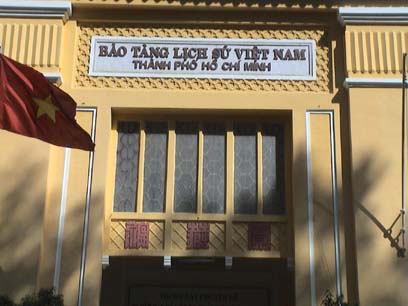 BẢO TÀNG LỊCH SỬ VIỆT NAM
THÀNH PHỐ HỒ CHÍ MINH